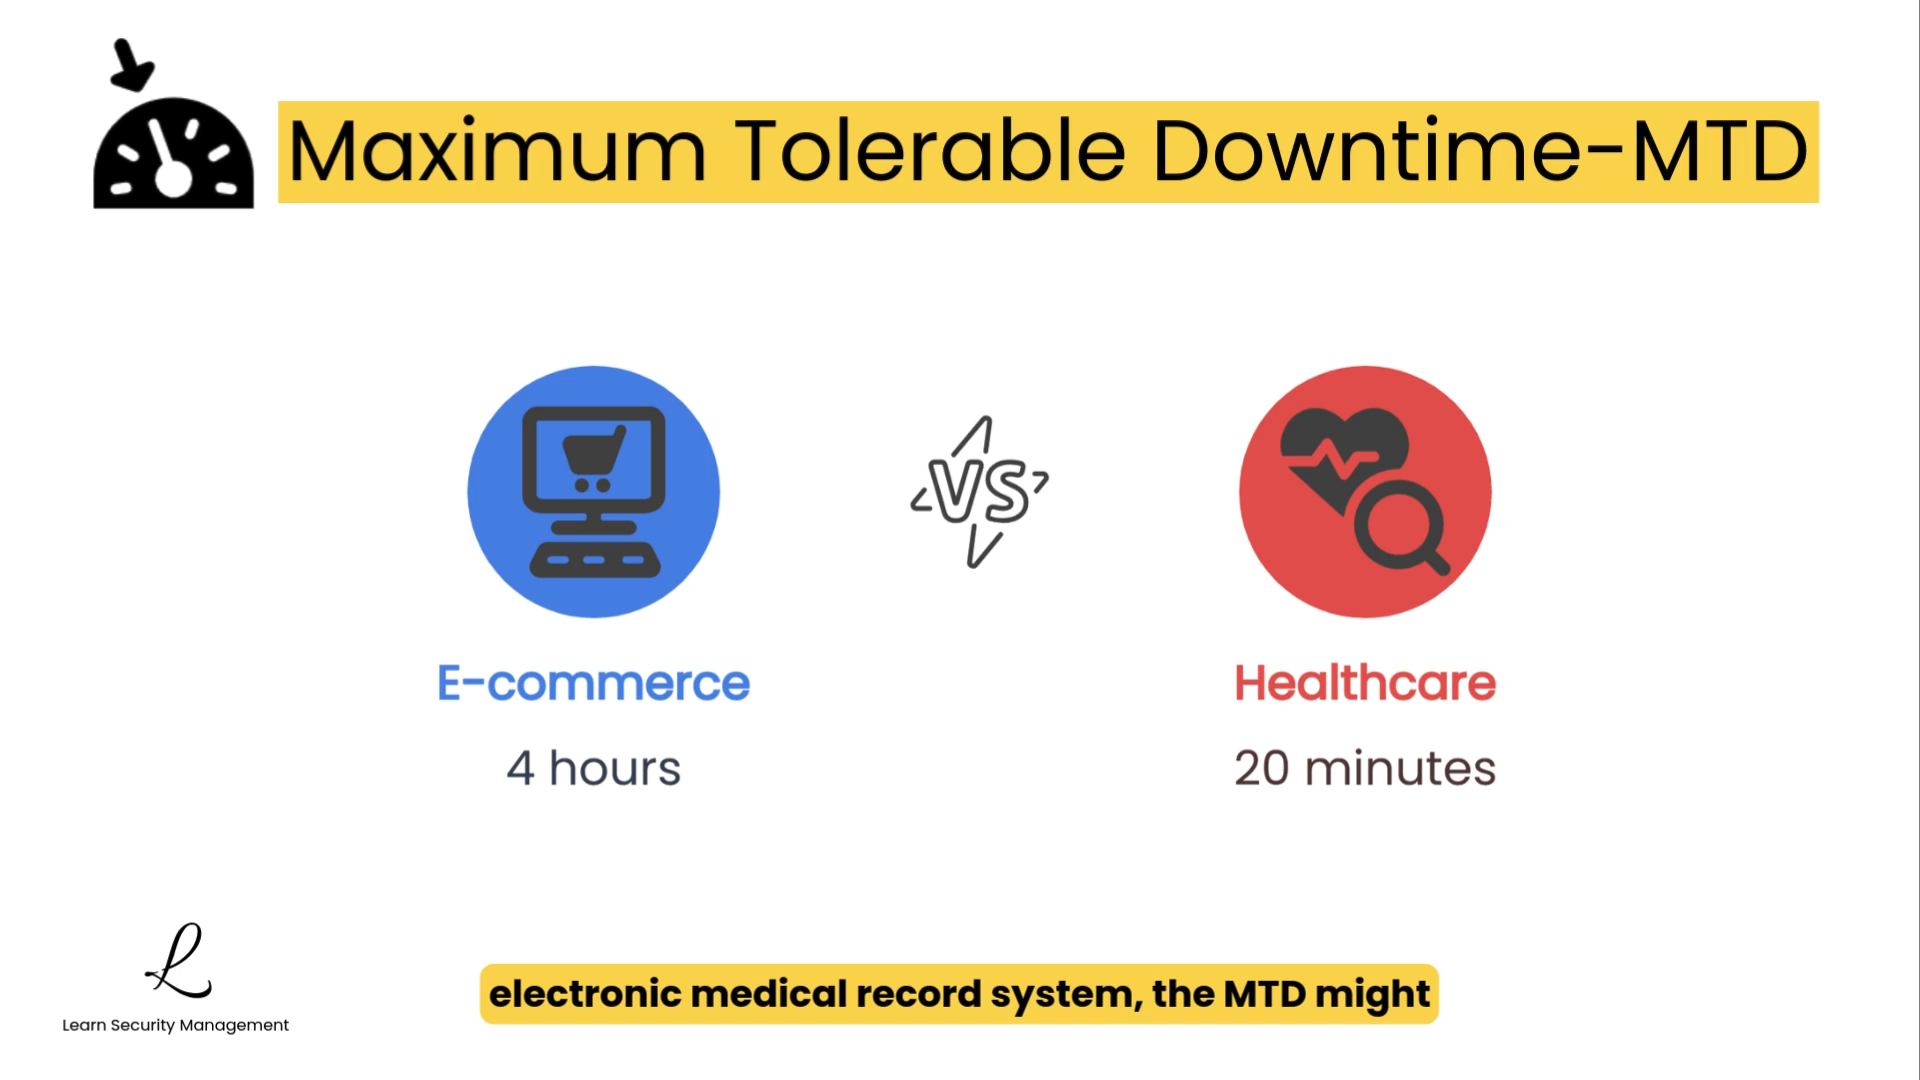 Maximum Tolerable Downtime-MTD
VS
E-commerce
Healthcare
4 hours
20 minutes
L
Learn Security Management
electronic medical record system, the MTD might